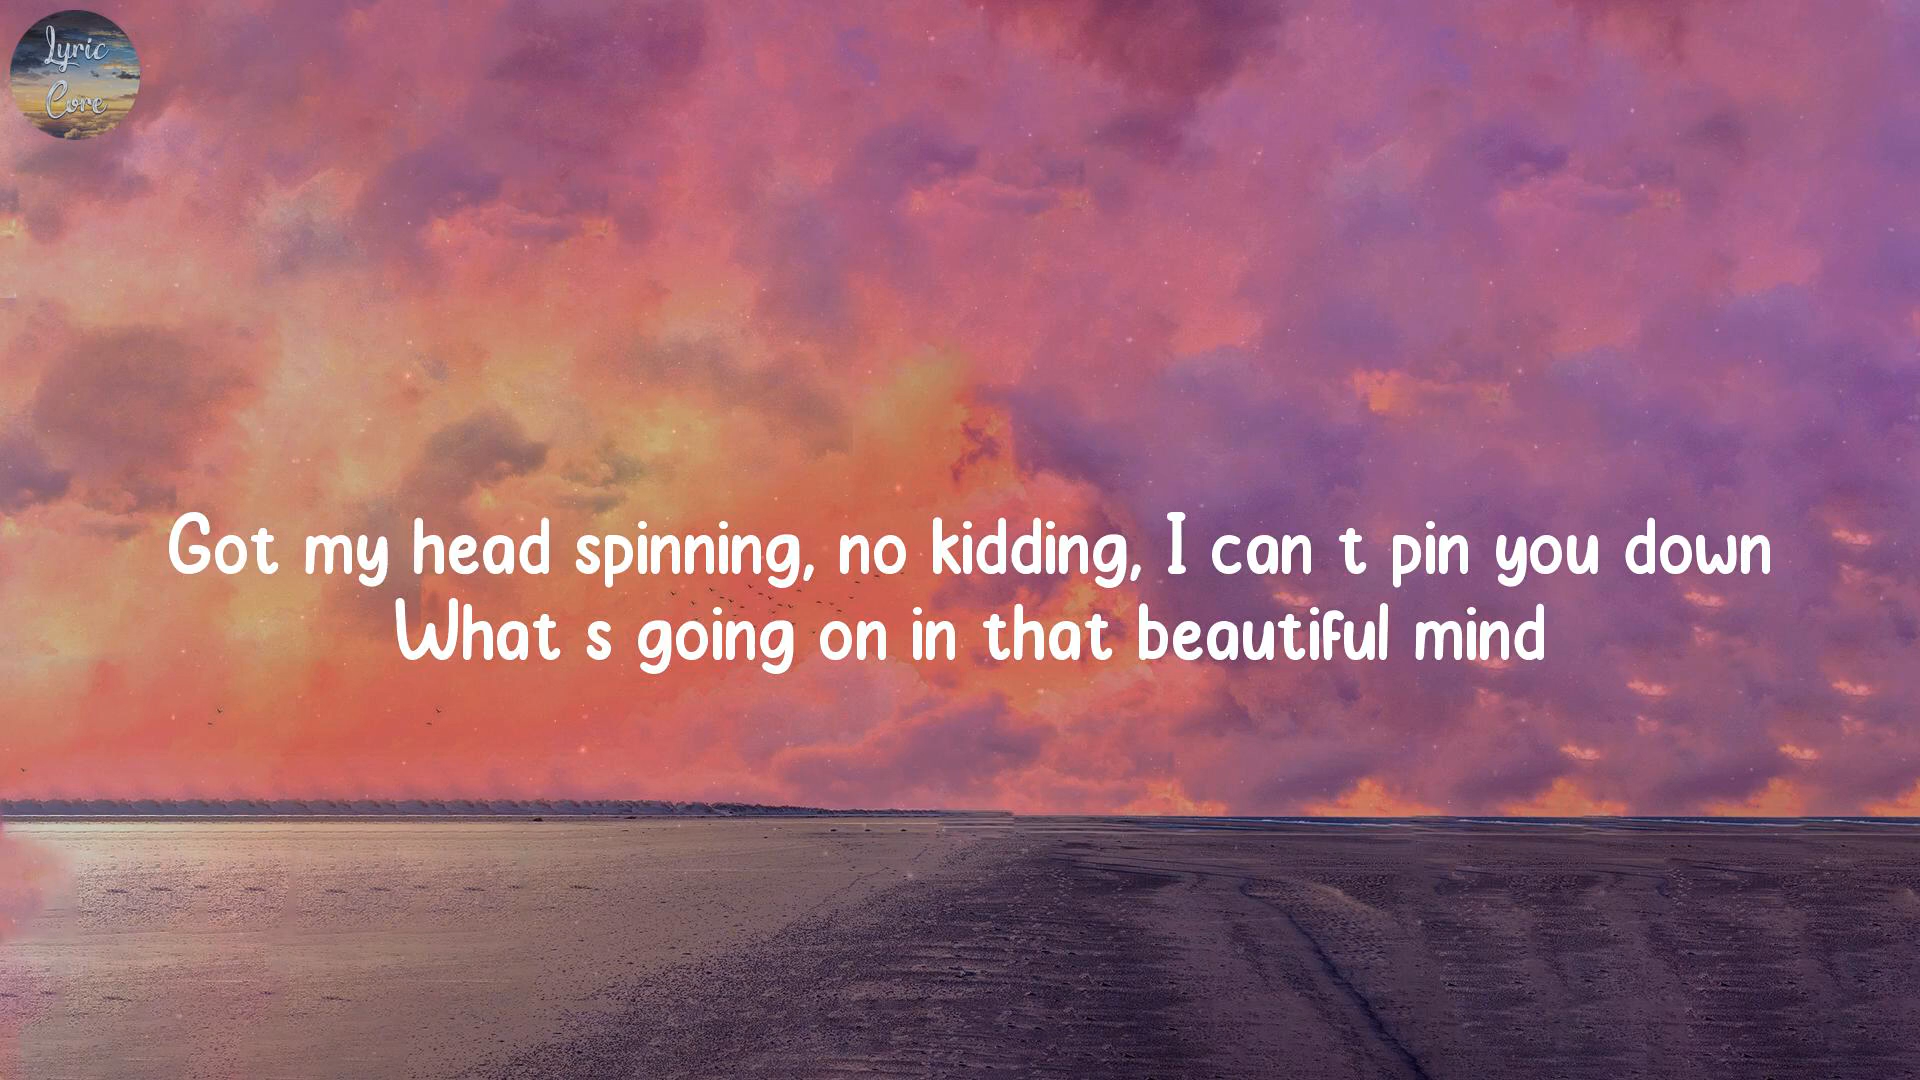 Lyric
Core
Got my head spinning, no kidding, I can t pin you down
What s going on in that beautiful mind